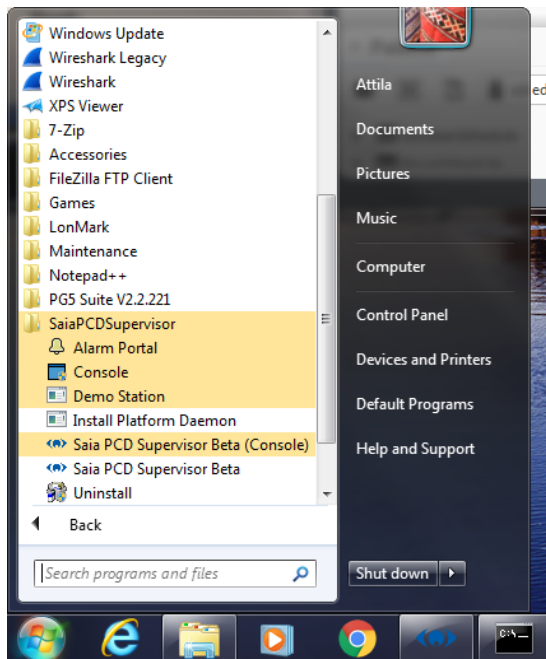 Windows Update
Wireshark Legacy
Wireshark
XPS Viewer
7-Zip
Accessories
FileZilla FTP Client
Games
LonMark
Maintenance
Notepad++
PG5 Suite V2.2.221
SaiaPCDSupervisor
Alarm Portal
Console
Demo Station
Install Platform Daemon
Saia PCD Supervisor Beta (Console)
Saia PCD Supervisor Beta
Uninstall
Back
Search programs and files
Attila
Documents
Pictures
Music
Computer
Control Panel
Devices and Printers
Default Programs
Help and Support
Shut down
ed
C:\